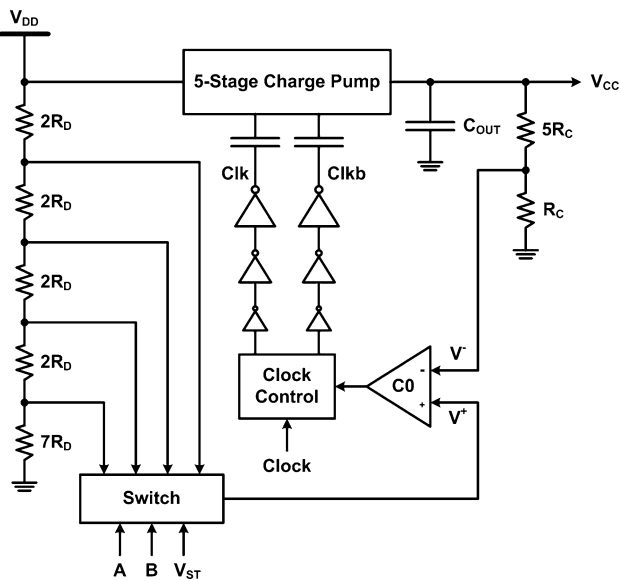 VDD
5-Stage Charge Pump
VCC
2RD
COUT
5RC
Clk
Clkb
2RD
RC
2RD
2RD
Clock
Control
C0
-
+
V-
V+
7RD
Clock
Switch
A
B
VST